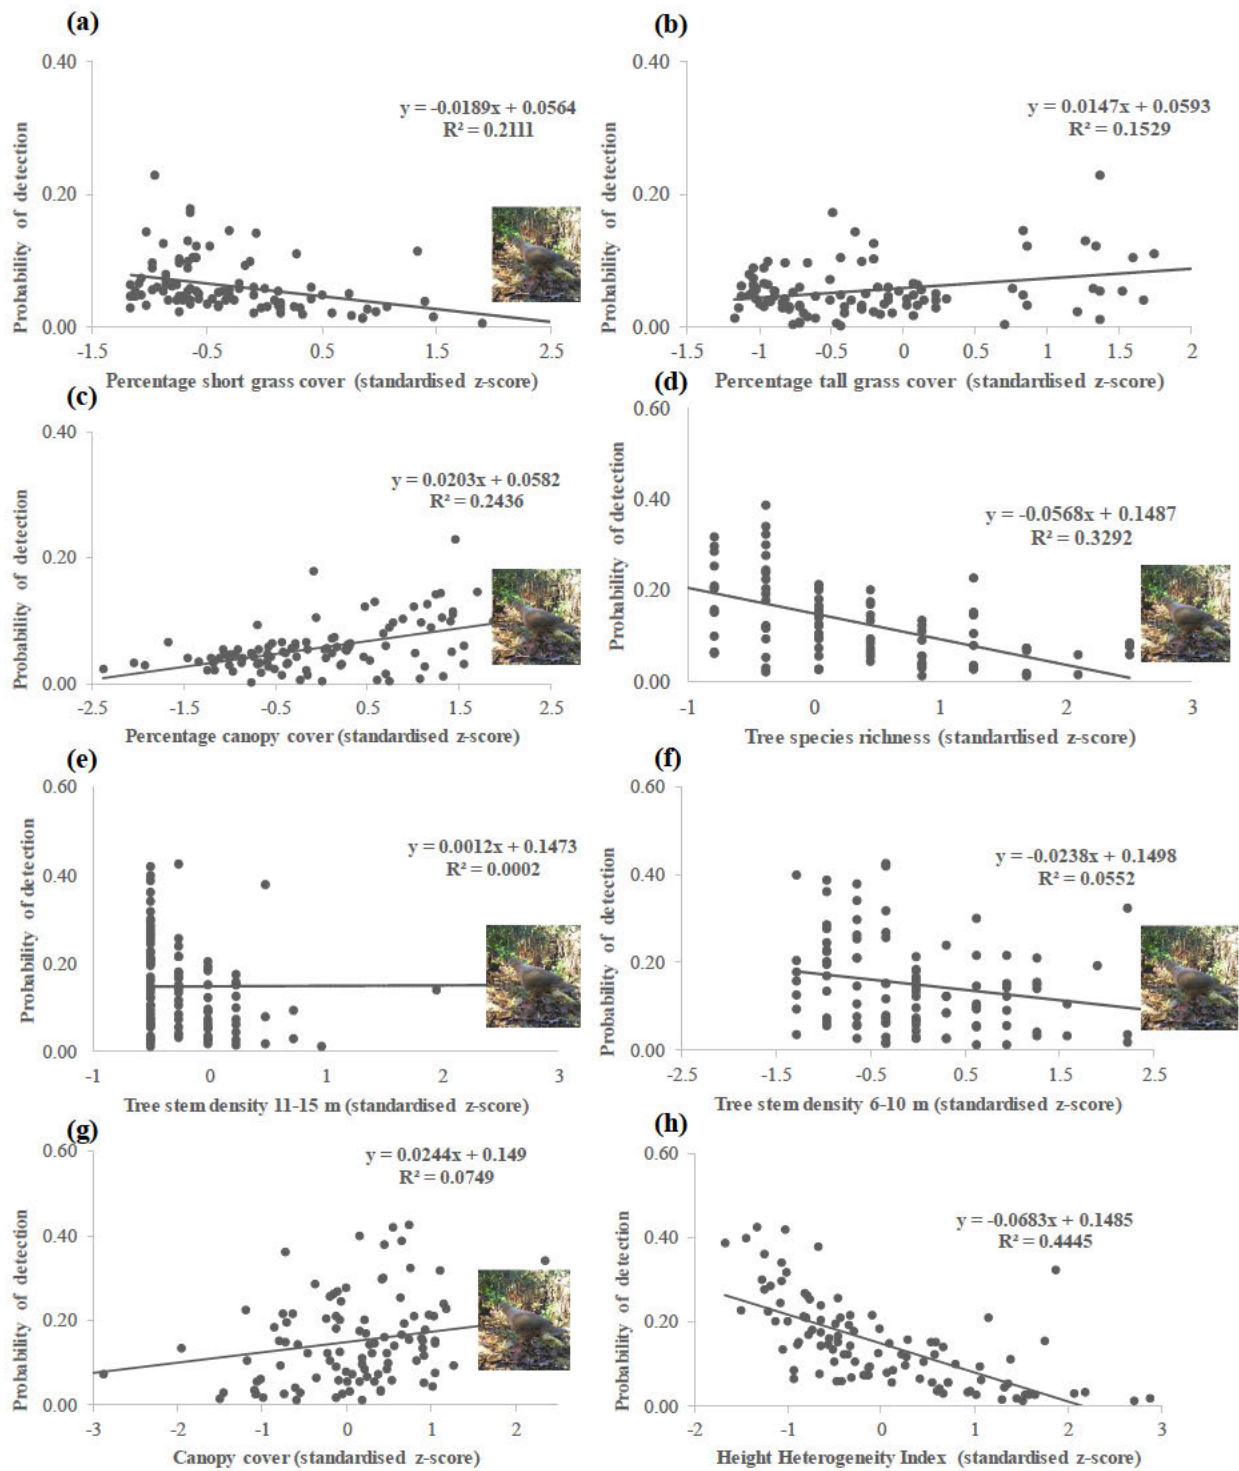 (a)
0.40
0.20
0.00
Probability of detection
y = -0.0189x + 0.0564
R² = 0.2111
-1.5 -0.5 0.5 1.5 2.5
Percentage short grass cover (standardised z-score)
(b)
0.40
0.20
0.00
Probability of detection
y = 0.0147x + 0.0593
R² = 0.1529
-1.5 -1 -0.5 0 0.5 1 1.5 2
Percentage tall grass cover (standardised z-score)
(c)
0.40
0.20
0.00
Probability of detection
y = 0.0203x + 0.0582
R² = 0.2436
-2.5 -1.5 -0.5 0.5 1.5 2.5
Percentage canopy cover (standardised z-score)
(d)
0.60
0.40
0.20
0.00
Probability of detection
y = -0.0568x + 0.1487
R² = 0.3292
-1 0 1 2 3
Tree species richness (standardised z-score)
(e)
0.60
0.40
0.20
0.00
Probability of detection
y = 0.0012x + 0.1473
R² = 0.0002
-1 0 1 2 3
Tree stem density 11-15 m (standardised z-score)
(f)
0.60
0.40
0.20
0.00
Probability of detection
y = -0.0238x + 0.1498
R² = 0.0552
-2.5 -1.5 -0.5 0.5 1.5 2.5
Tree stem density 6-10 m (standardised z-score)
(g)
0.60
0.40
0.20
0.00
Probability of detection
y = 0.0244x + 0.149
R² = 0.0749
-3 -2 -1 0 1 2
Canopy cover (standardised z-score)
(h)
0.60
0.40
0.20
0.00
Probability of detection
y = -0.0683x + 0.1485
R² = 0.4445
-2 -1 0 1 2 3
Height Heterogeneity Index (standardised z-score)